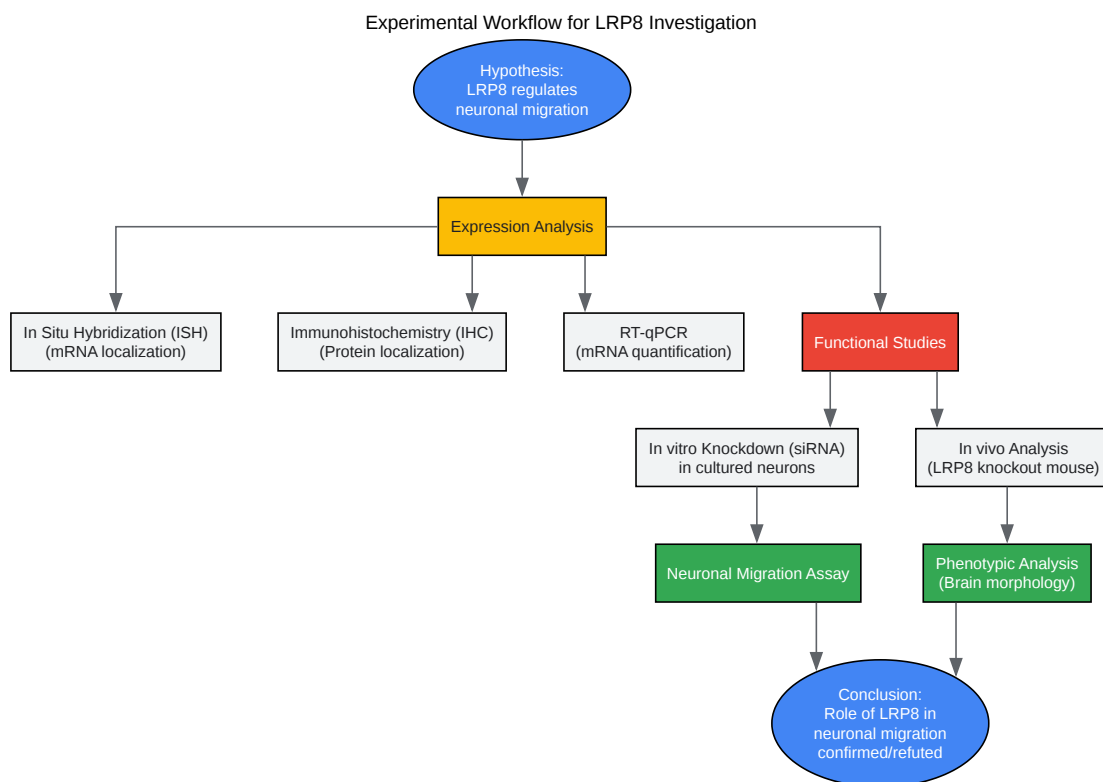 Experimental Workflow for LRP8 Investigation
Hypothesis:
LRP8 regulates
neuronal migration
Expression Analysis
In Situ Hybridization (ISH)
(mRNA localization)
Immunohistochemistry (IHC)
(Protein localization)
RT-qPCR
(mRNA quantification)
Functional Studies
In vitro Knockdown (siRNA)
in cultured neurons
In vivo Analysis
(LRP8 knockout mouse)
Neuronal Migration Assay
Phenotypic Analysis
(Brain morphology)
Conclusion:
Role of LRP8 in
neuronal migration
confirmed/refuted